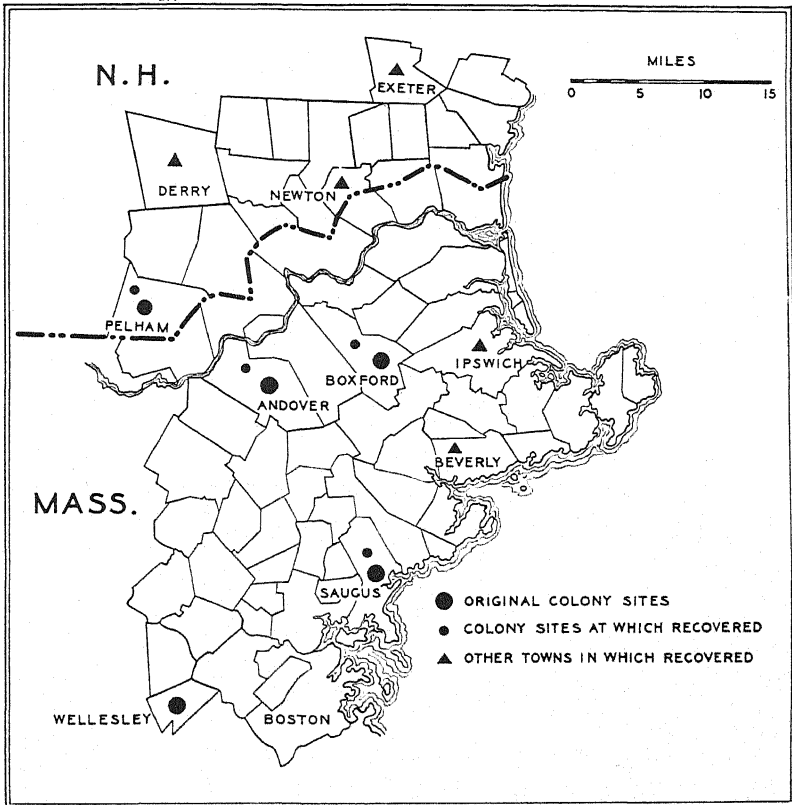 N.H.
MILES
0 5 10 15
EXETER
DERRY
NEWTON
PELHAM
IPSWICH
BOXFORD
ANDOVER
BEVERLY
MASS.
SAUGUS
ORIGINAL COLONY SITES
COLONY SITES AT WHICH RECOVERED
OTHER TOWNS IN WHICH RECOVERED
WELLESLEY
BOSTON